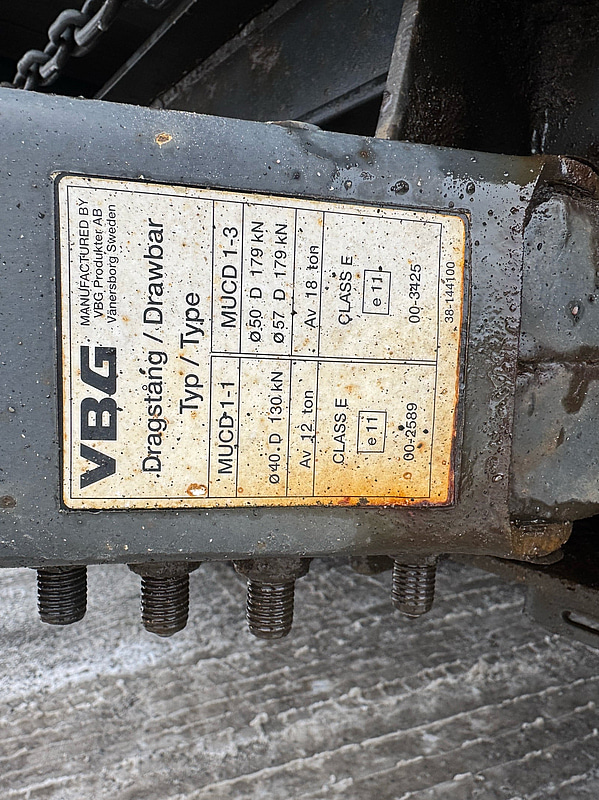 VBG
MANUFACTURED BY
VBG Produkter AB
Vänersborg Sweden
Dragstång / Drawbar
Typ / Type
MUCD 1-1
Ø40 D 130 kN
Av 12 ton
CLASS E
e 11
00-2589
MUCD 1-3
Ø50 D 179 kN
Ø57 D 179 kN
Av 18 ton
CLASS E
e 11
00-3425
38-144100